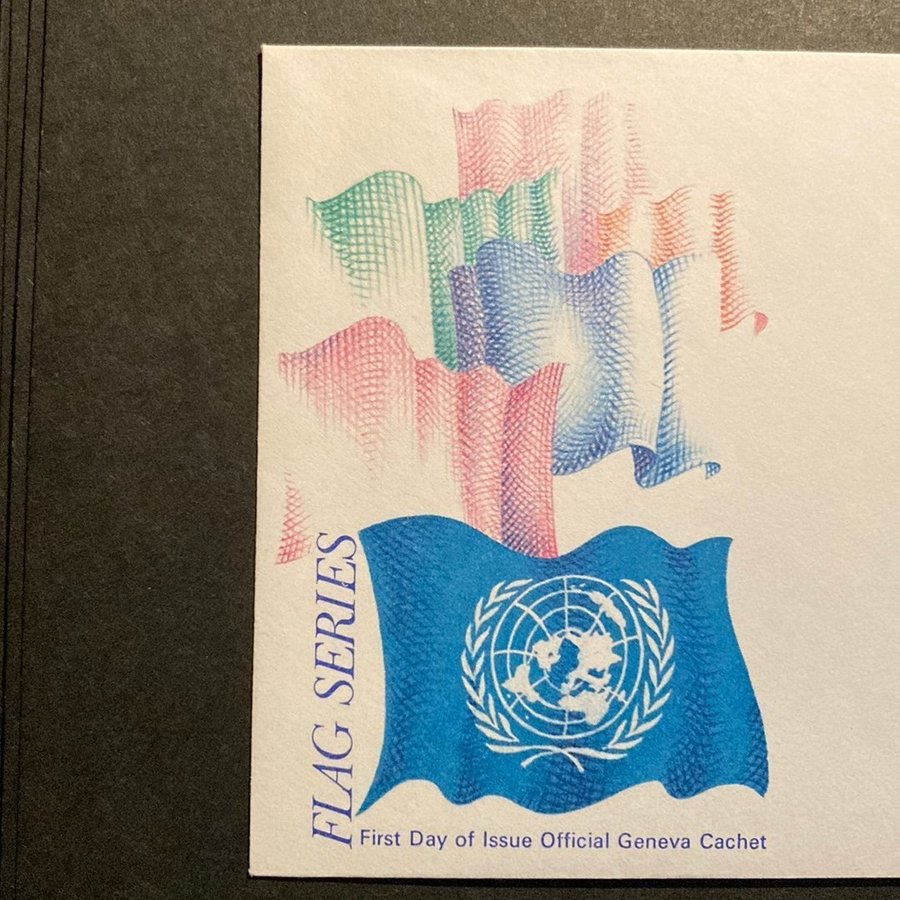 FLAG SERIES
First Day of Issue Official Geneva Cachet